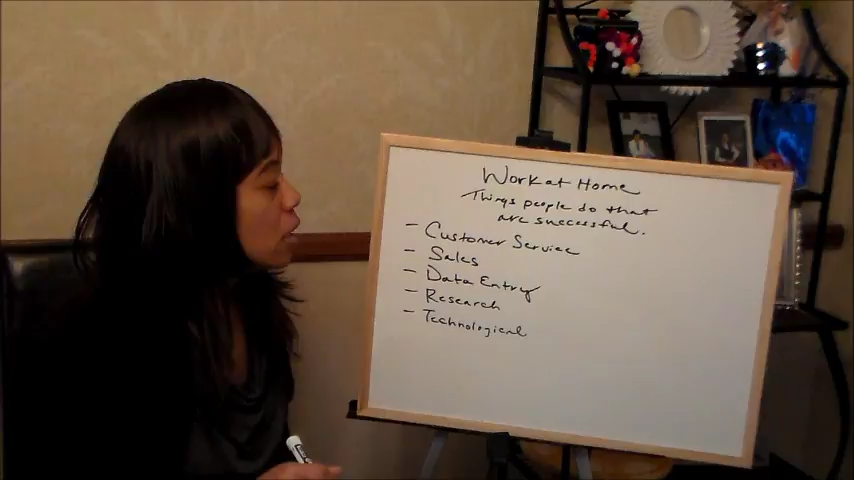 Work at Home
Things people do that
are successful.
- Customer Service
- Sales
- Data Entry
- Research
- Technological